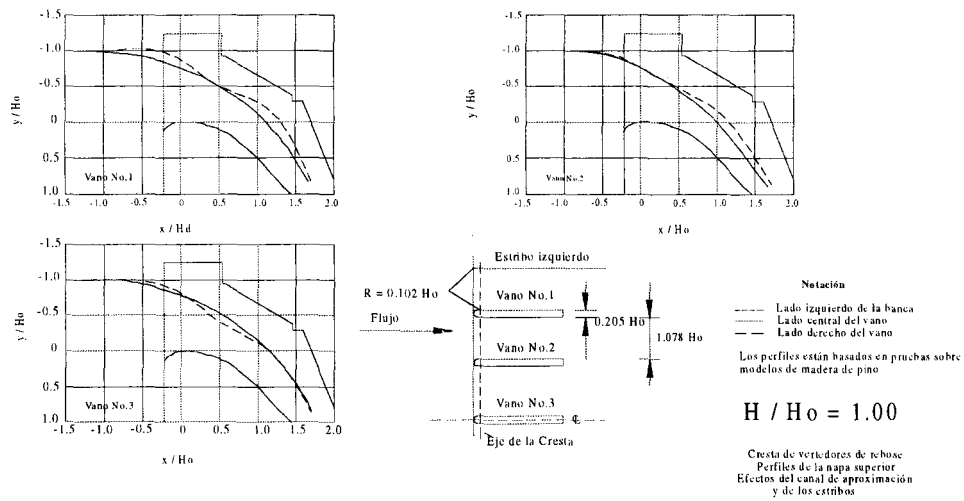 -1.5
-1.0
-0.5
0
0.5
1.0
y / Ho
Vano No.1
-1.5 -1.0 -0.5 0.0 0.5 1.0 1.5 2.0
x / Hd
-1.5
-1.0
-0.5
0
0.5
1.0
y / Ho
Vano No.2
-1.5 -1.0 -0.5 0.0 0.5 1.0 1.5 2.0
x / Ho
-1.5
-1.0
-0.5
0
0.5
1.0
y / Ho
Vano No.3
-1.5 -1.0 -0.5 0.0 0.5 1.0 1.5 2.0
x / Ho
Estribo izquierdo
R = 0.102 Ho
Vano No.1
Flujo
0.205 Ho
1.078 Ho
Vano No.2
Vano No.3
℄
Eje de la Cresta
Notación
Lado izquierdo de la banca
Lado central del vano
Lado derecho del vano
Los perfiles están basados en pruebas sobre
modelos de madera de pino
H / Ho = 1.00
Cresta de vertedores de rebose
Perfiles de la napa superior
Efectos del canal de aproximación
y de los estribos